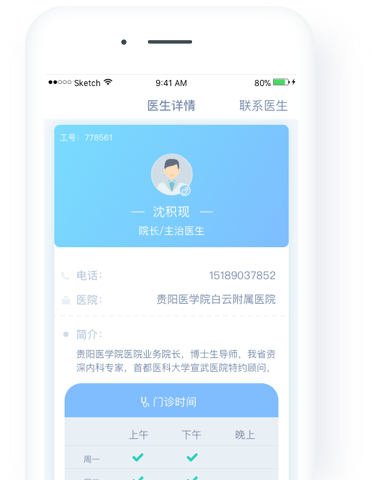 Sketch 9:41 AM 80%
医生详情 联系医生
工号：778561
沈积现
院长/主治医生
电话： 15189037852
医院： 贵阳医学院白云附属医院
简介：
贵阳医学院医院业务院长，博士生导师，我省资
深内科专家，首都医科大学宣武医院特约顾问，
门诊时间
上午 下午 晚上
周一